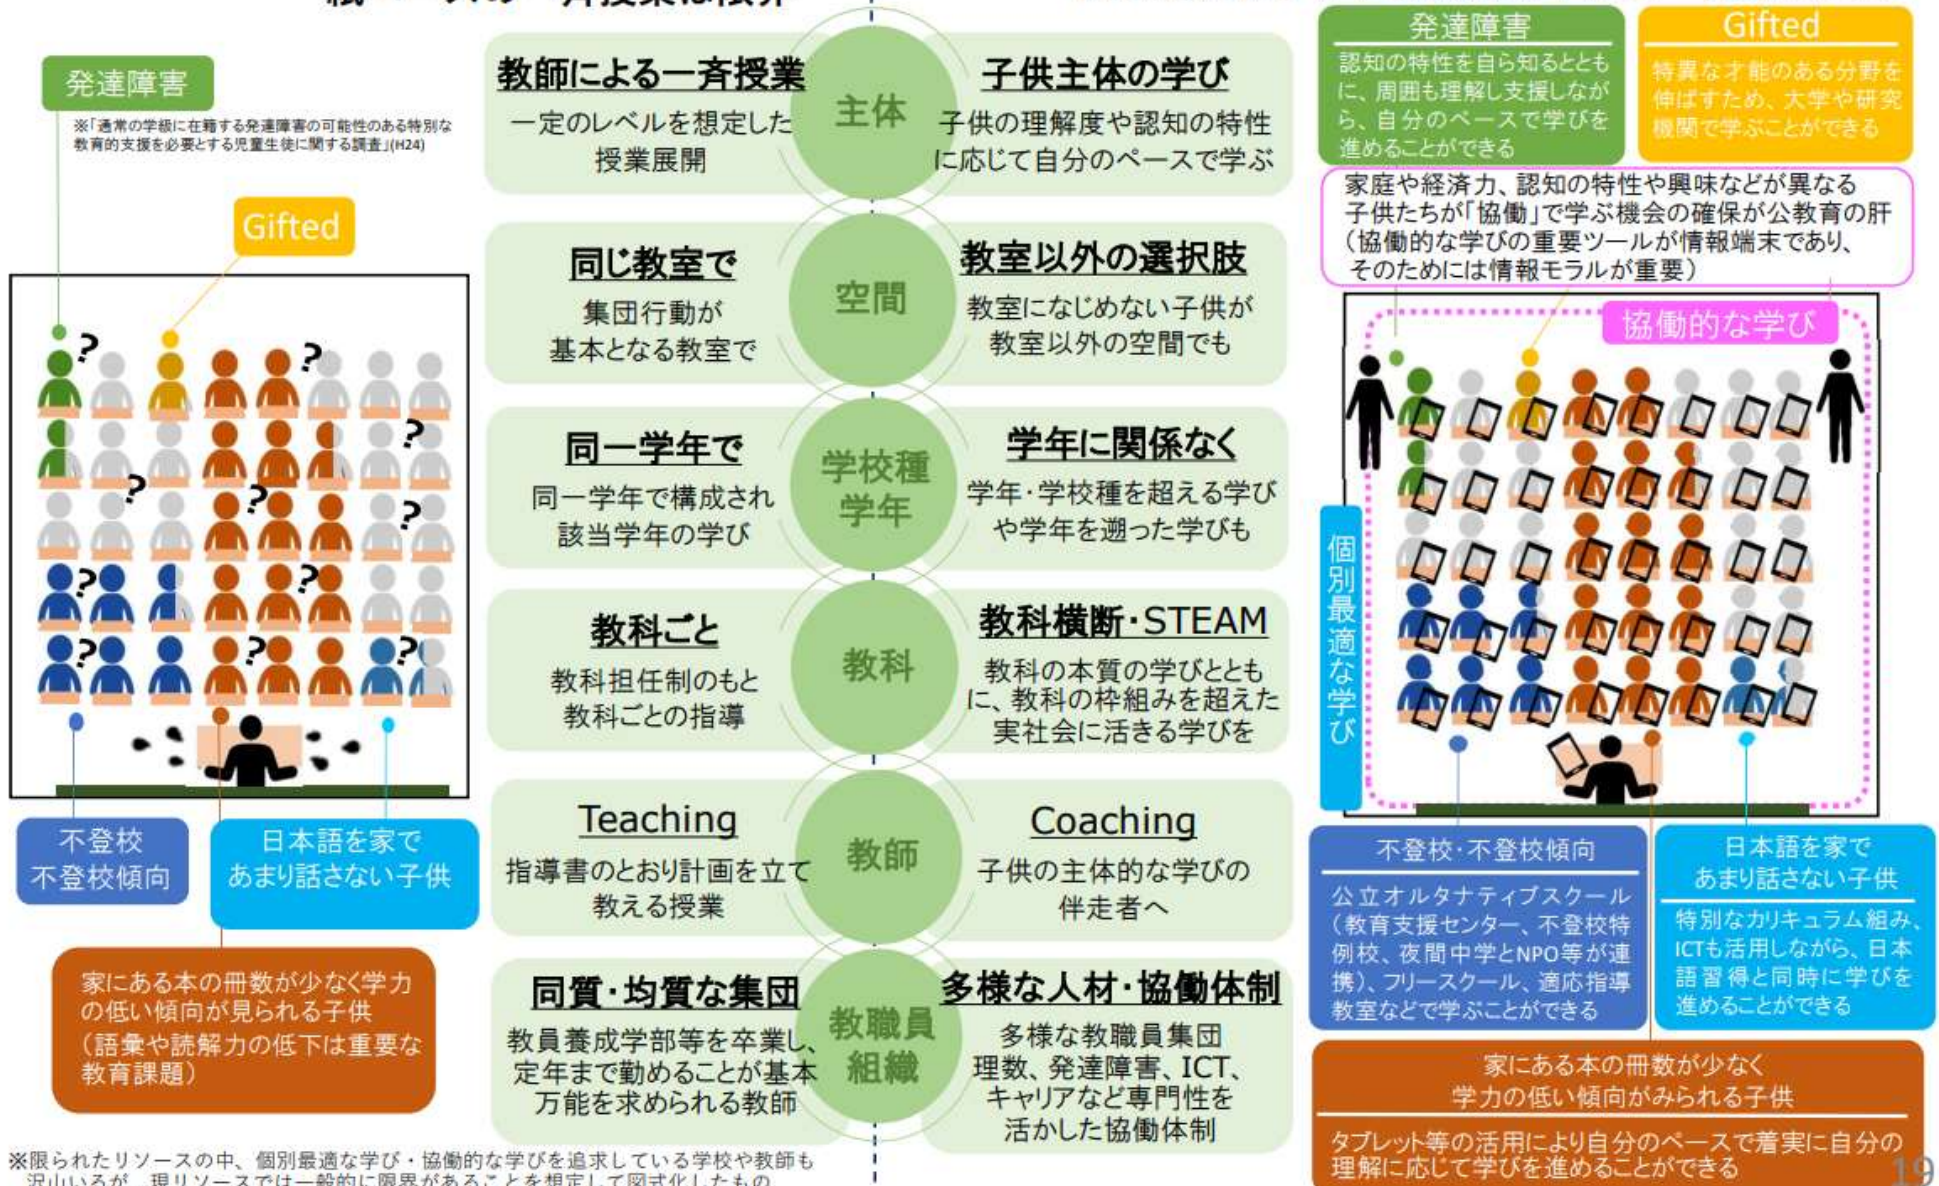 発達障害
※「通常の学級に在籍する発達障害の可能性のある特別な
教育的支援を必要とする児童生徒に関する調査」(H24)
Gifted
?
?
?
?
?
?
?
?
?
?
?
不登校
不登校傾向
日本語を家で
あまり話さない子供
家にある本の冊数が少なく学力
の低い傾向が見られる子供
（語彙や読解力の低下は重要な
教育課題）
教師による一斉授業
一定のレベルを想定した
授業展開
主体
子供主体の学び
子供の理解度や認知の特性
に応じて自分のペースで学ぶ
同じ教室で
集団行動が
基本となる教室で
空間
教室以外の選択肢
教室になじめない子供が
教室以外の空間でも
同一学年で
同一学年で構成され
該当学年の学び
学校種
学年
学年に関係なく
学年・学校種を超える学び
や学年を遡った学びも
教科ごと
教科担任制のもと
教科ごとの指導
教科
教科横断・STEAM
教科の本質の学びととも
に、教科の枠組みを超えた
実社会に活きる学びを
Teaching
指導書のとおり計画を立て
教える授業
教師
Coaching
子供の主体的な学びの
伴走者へ
同質・均質な集団
教員養成学部等を卒業し、
定年まで勤めることが基本
万能を求められる教師
教職員
組織
多様な人材・協働体制
多様な教職員集団
理数、発達障害、ICT、
キャリアなど専門性を
活かした協働体制
発達障害
認知の特性を自ら知るととも
に、周囲も理解し支援しなが
ら、自分のペースで学びを
進めることができる
Gifted
特異な才能のある分野を
伸ばすため、大学や研究
機関で学ぶことができる
家庭や経済力、認知の特性や興味などが異なる
子供たちが「協働」で学ぶ機会の確保が公教育の肝
（協働的な学びの重要ツールが情報端末であり、
そのためには情報モラルが重要）
協働的な学び
個別最適な学び
不登校・不登校傾向
公立オルタナティブスクール
（教育支援センター、不登校特
例校、夜間中学とNPO等が連
携）、フリースクール、適応指導
教室などで学ぶことができる
日本語を家で
あまり話さない子供
特別なカリキュラム組み、
ICTも活用しながら、日本
語習得と同時に学びを
進めることができる
家にある本の冊数が少なく
学力の低い傾向がみられる子供
タブレット等の活用により自分のペースで着実に自分の
理解に応じて学びを進めることができる
※限られたリソースの中、個別最適な学び・協働的な学びを追求している学校や教師も
沢山いるが、現リソースでは一般的に限界があることを想定して図式化したもの
19